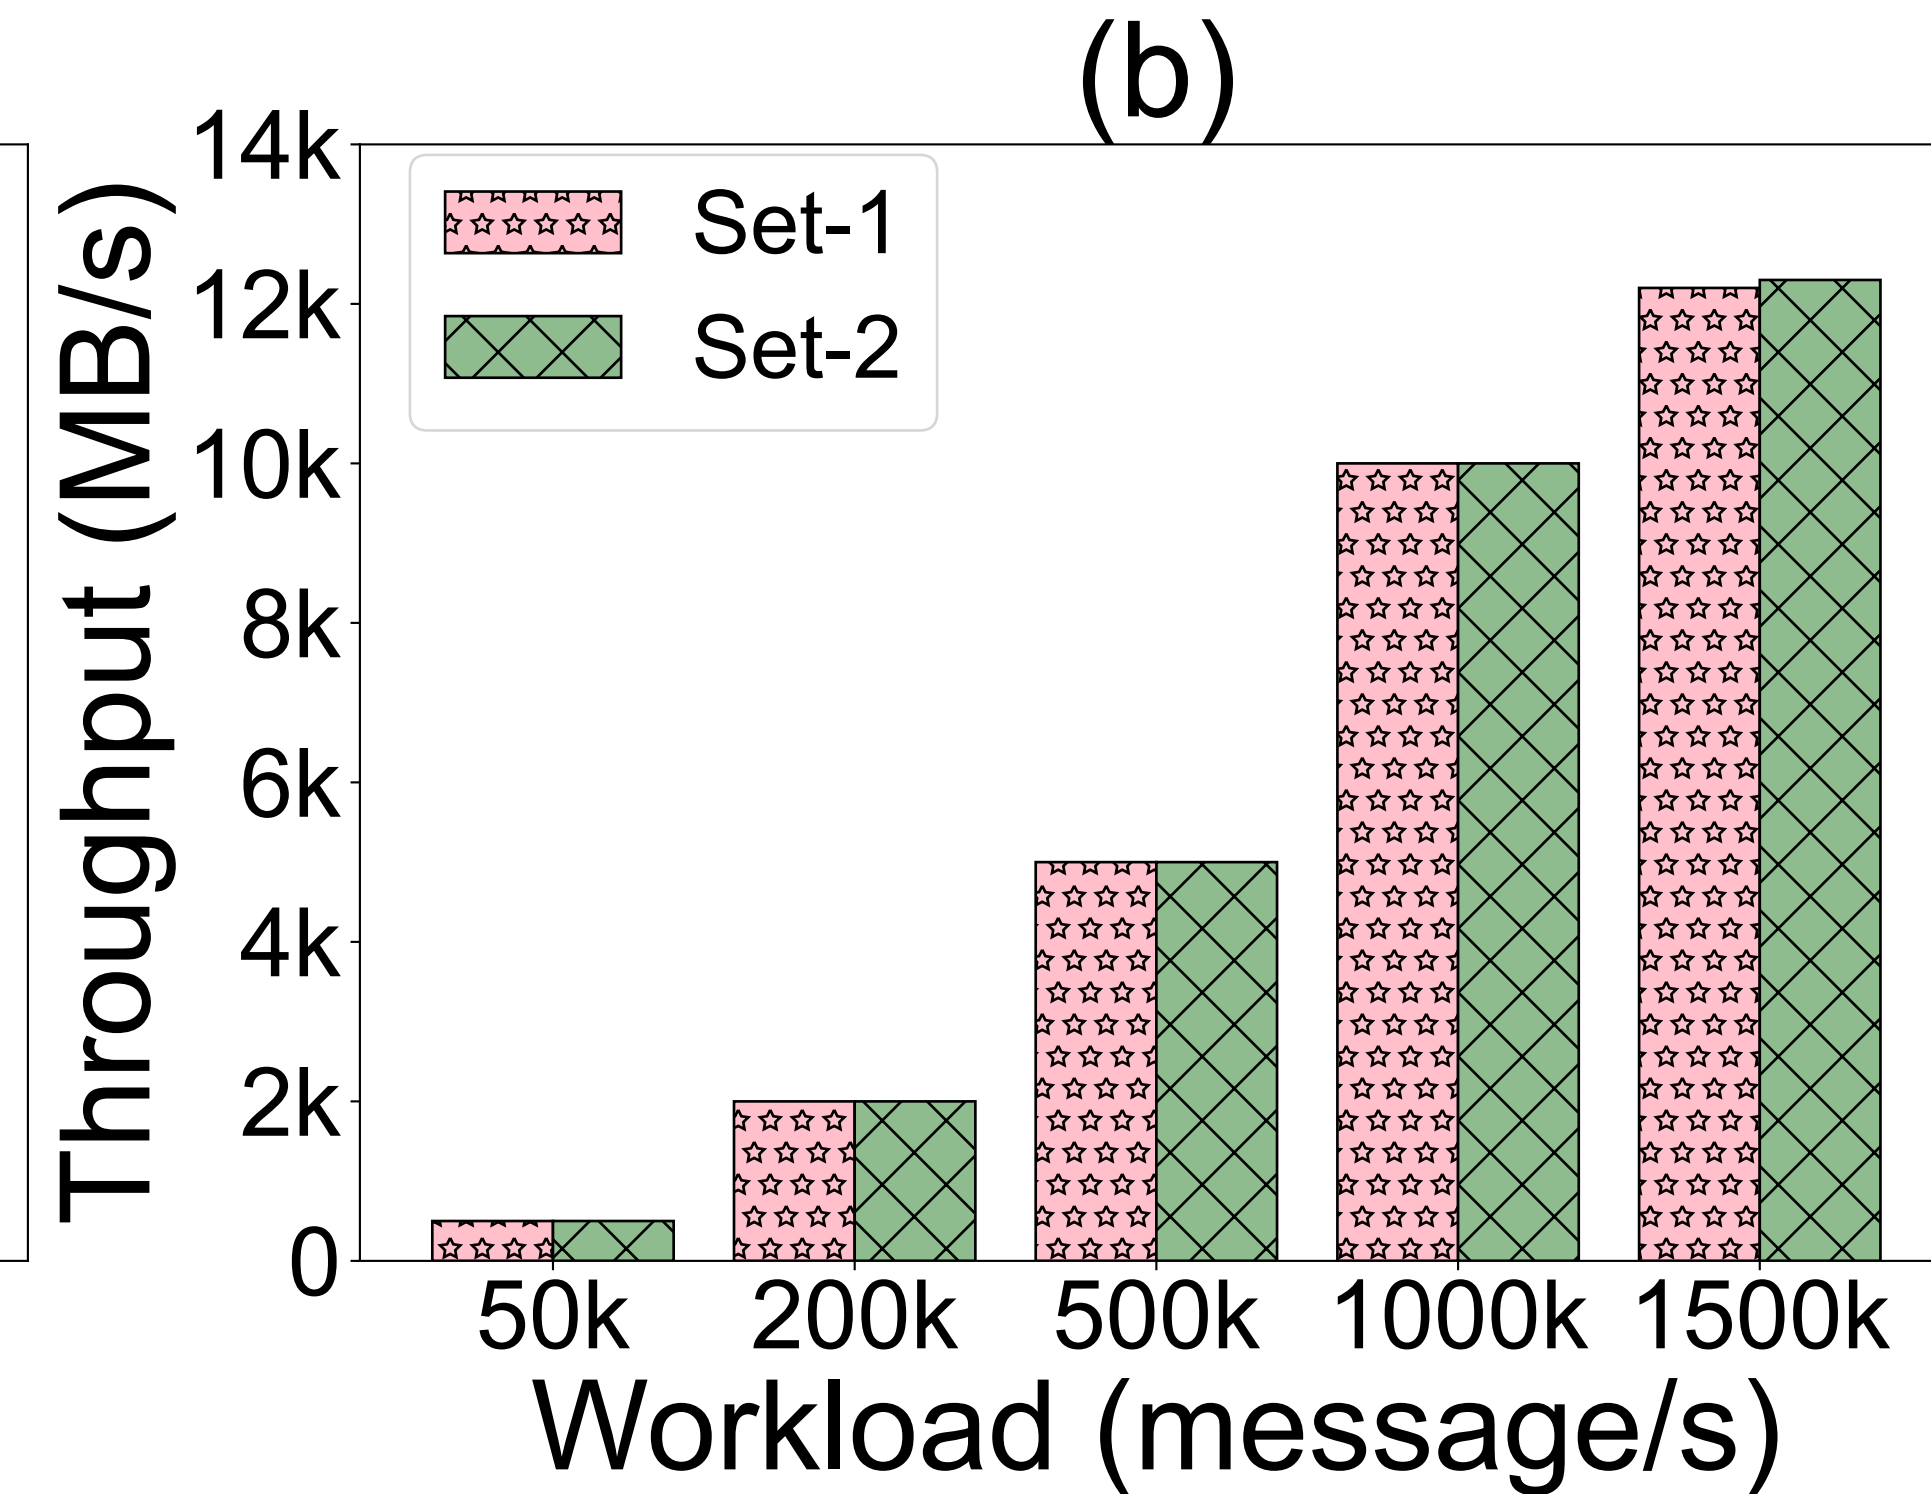 (b)
Throughput (MB/s)
14k
12k
10k
8k
6k
4k
2k
0
Set-1
Set-2
50k 200k 500k 1000k 1500k
Workload (message/s)